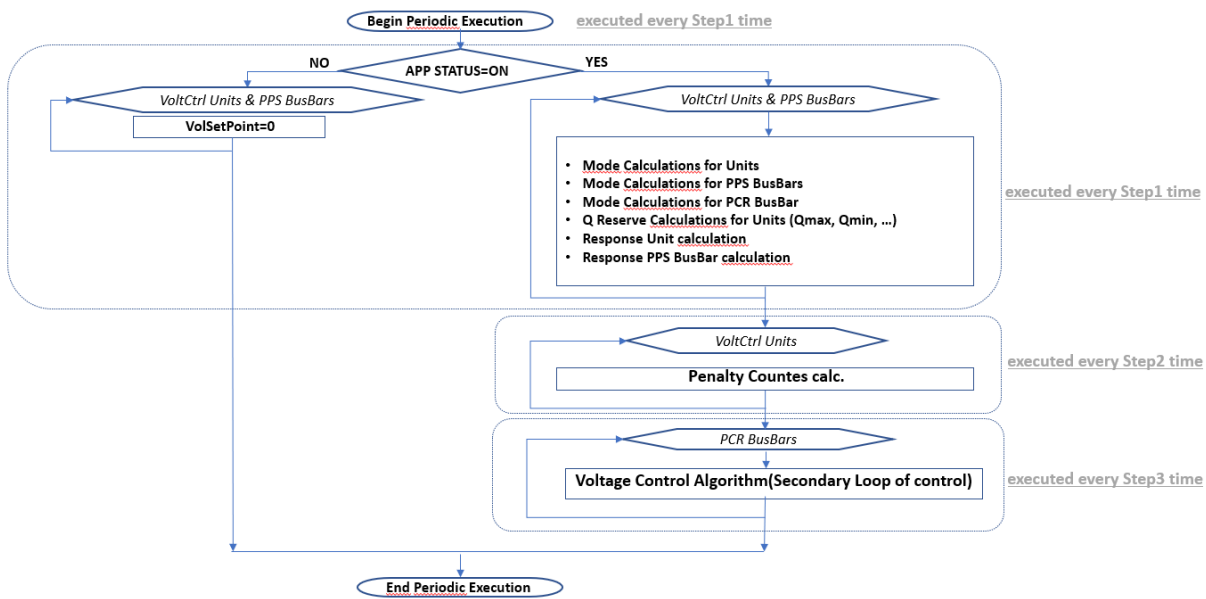 Begin Periodic Execution
executed every Step1 time
NO
APP STATUS=ON
YES
VoltCtrl Units & PPS BusBars
VolSetPoint=0
VoltCtrl Units & PPS BusBars
• Mode Calculations for Units
• Mode Calculations for PPS BusBars
• Mode Calculations for PCR BusBar
• Q Reserve Calculations for Units (Qmax, Qmin, ...)
• Response Unit calculation
• Response PPS BusBar calculation
executed every Step1 time
VoltCtrl Units
Penalty Countes calc.
executed every Step2 time
PCR BusBars
Voltage Control Algorithm(Secondary Loop of control)
executed every Step3 time
End Periodic Execution